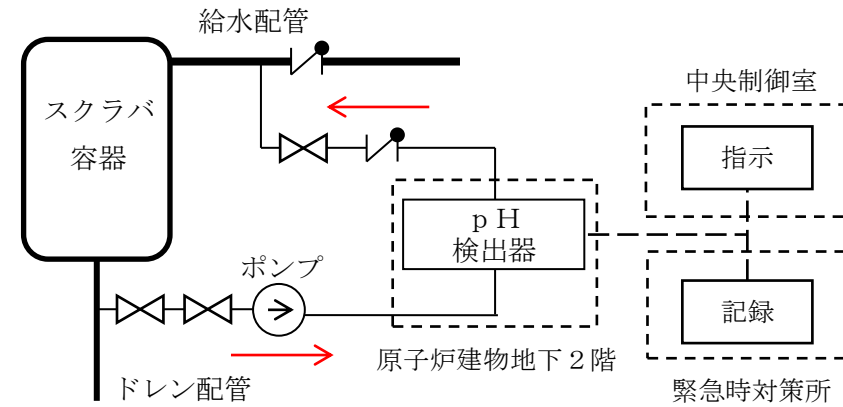 給水配管
スクラバ
容器
中央制御室
指示
ｐＨ
検出器
ポンプ
記録
原子炉建物地下２階
ドレン配管
緊急時対策所